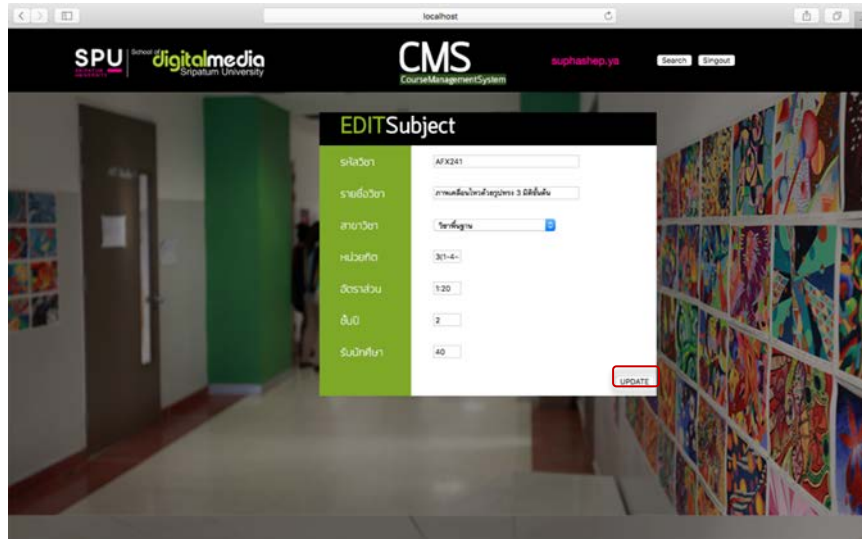 localhost
SPU School of digitalmedia
SRIPATUM UNIVERSITY Sripatum University
CMS
CourseManagementSystem
suphashep.ya
Search Singout
EDITSubject
รหัสวิชา AFX241
รายชื่อวิชา ภาพเคลื่อนไหวด้วยรูปทรง 3 มิติขั้นต้น
สาขาวิชา วิชาพื้นฐาน
หน่วยกิต 3(1-4-
อัตราส่วน 1:20
ชั้นปี 2
รับนักศึกษา 40
UPDATE